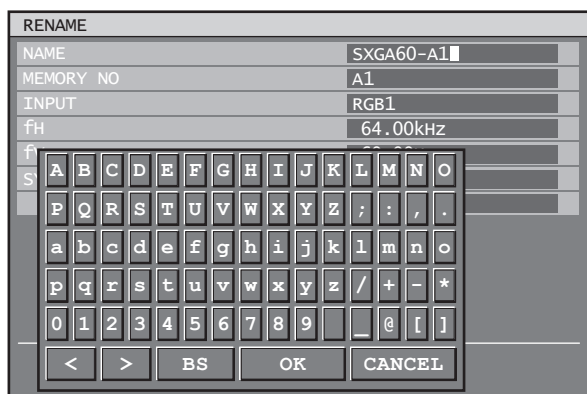 RENAME
NAME SXGA60-A1
MEMORY NO A1
INPUT RGB1
fH 64.00kHz
A B C D E F G H I J K L M N O
P Q R S T U V W X Y Z ; : , .
a b c d e f g h i j k l m n o
p q r s t u v w x y z / + - *
0 1 2 3 4 5 6 7 8 9 _ @ [ ]
< > BS OK CANCEL